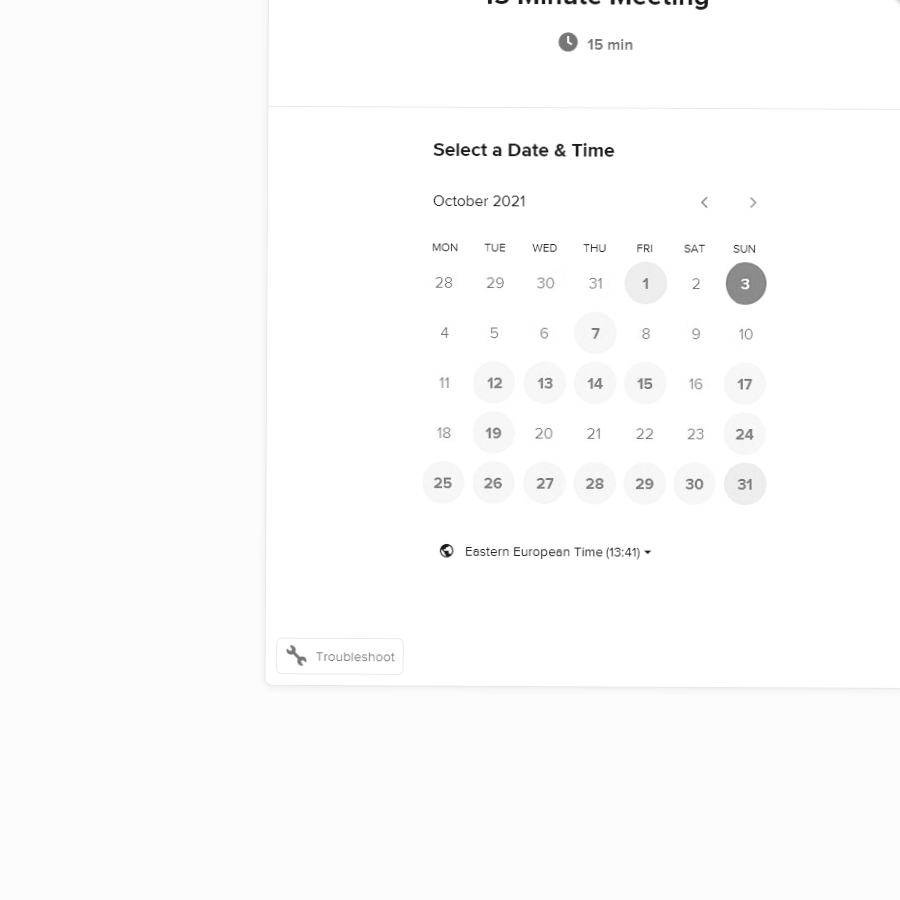 15 Minute Meeting
15 min
Select a Date & Time
October 2021
MON TUE WED THU FRI SAT SUN
28 29 30 31 1 2 3
4 5 6 7 8 9 10
11 12 13 14 15 16 17
18 19 20 21 22 23 24
25 26 27 28 29 30 31
Eastern European Time (13:41)
Troubleshoot